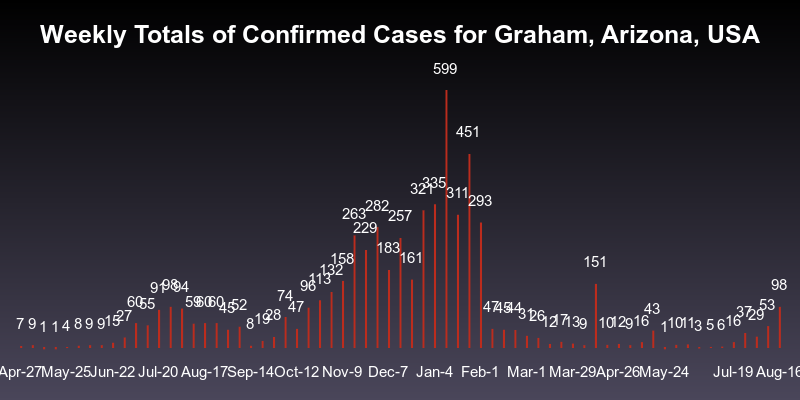 Weekly Totals of Confirmed Cases for Graham, Arizona, USA
7 9 1 1 4 8 9 9 15 27 60 55 91 98 94 59 60 60 45 52 8 19 28 74 47 96 113 132 158 263 229 282 183 257 161 321 335 599 311 451 293 47 45 44 31 26 12 17 13 9 151 10 12 9 16 43 1 10 11 3 5 6 16 37 29 53 98
Apr-27 May-25 Jun-22 Jul-20 Aug-17 Sep-14 Oct-12 Nov-9 Dec-7 Jan-4 Feb-1 Mar-1 Mar-29 Apr-26 May-24 Jul-19 Aug-16